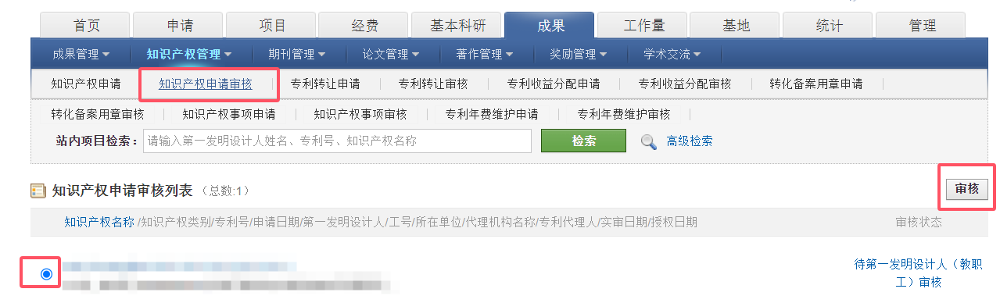 首页 申请 项目 经费 基本科研 成果 工作量 基地 统计 管理
成果管理 知识产权管理 期刊管理 论文管理 著作管理 奖励管理 学术交流
知识产权申请 知识产权申请审核 专利转让申请 专利转让审核 专利收益分配申请 专利收益分配审核 转化备案用章申请
转化备案用章审核 知识产权事项申请 知识产权事项审核 专利年费维护申请 专利年费维护审核
站内项目检索： 请输入第一发明设计人姓名、专利号、知识产权名称 检索 高级检索
知识产权申请审核列表 （总数:1） 审核
知识产权名称 /知识产权类别/专利号/申请日期/第一发明设计人/工号/所在单位/代理机构名称/专利代理人/实审日期/授权日期 审核状态
待第一发明设计人（教职
工）审核